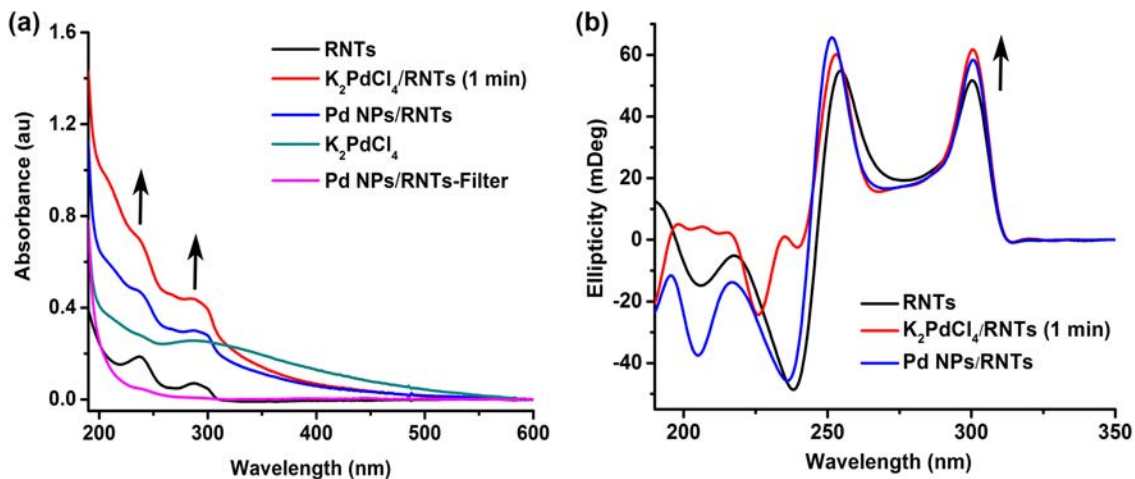 (a)
1.6
1.2
0.8
0.4
0.0
Absorbance (au)
200
300
400
500
600
Wavelength (nm)
RNTs
K₂PdCl₄/RNTs (1 min)
Pd NPs/RNTs
K₂PdCl₄
Pd NPs/RNTs-Filter
(b)
60
40
20
0
-20
-40
Ellipticity (mDeg)
200
250
300
350
Wavelength (nm)
RNTs
K₂PdCl₄/RNTs (1 min)
Pd NPs/RNTs